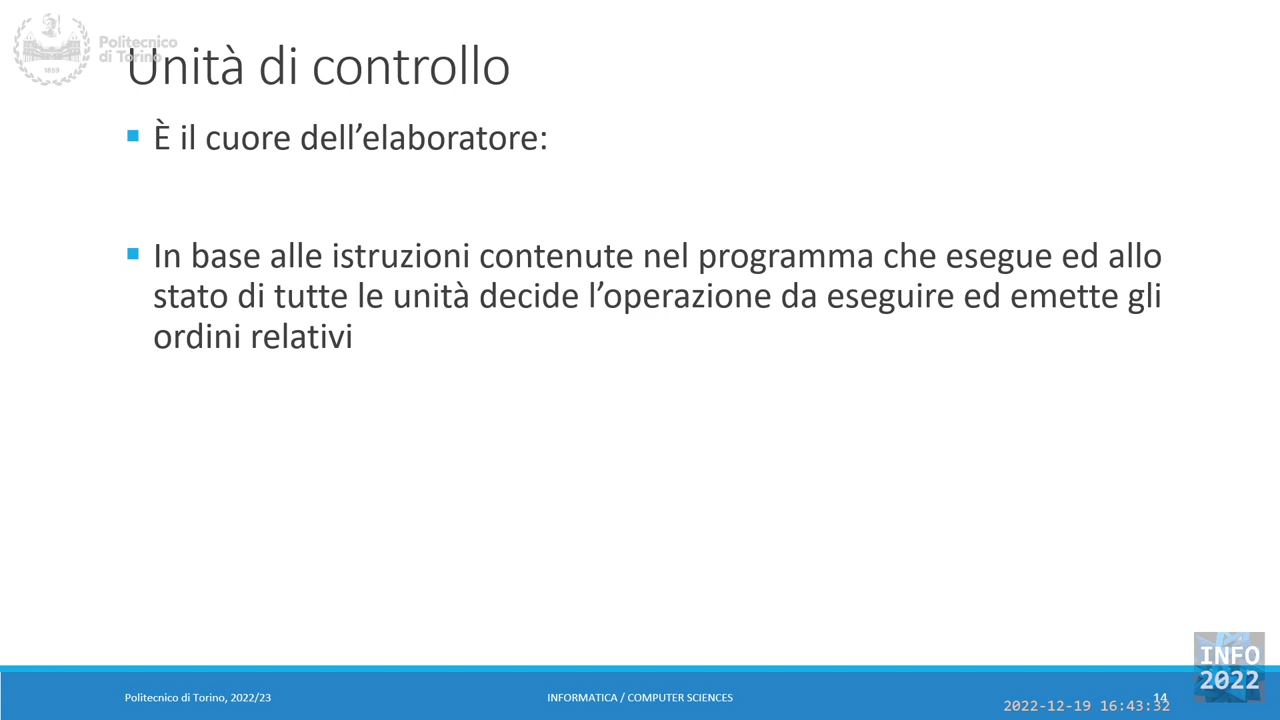 Politecnico
di Torino
1859
Unità di controllo
È il cuore dell’elaboratore:
In base alle istruzioni contenute nel programma che esegue ed allo
stato di tutte le unità decide l’operazione da eseguire ed emette gli
ordini relativi
INFO
2022
Politecnico di Torino, 2022/23
INFORMATICA / COMPUTER SCIENCES
14
2022-12-19 16:43:32